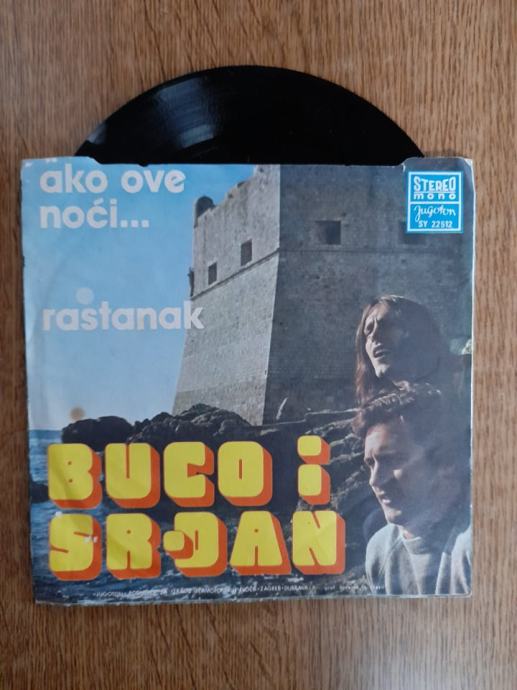 ako ove
noći...
STEREO
mono
Jugoton
SY 22512
rastanak
BUCO i
SRĐAN